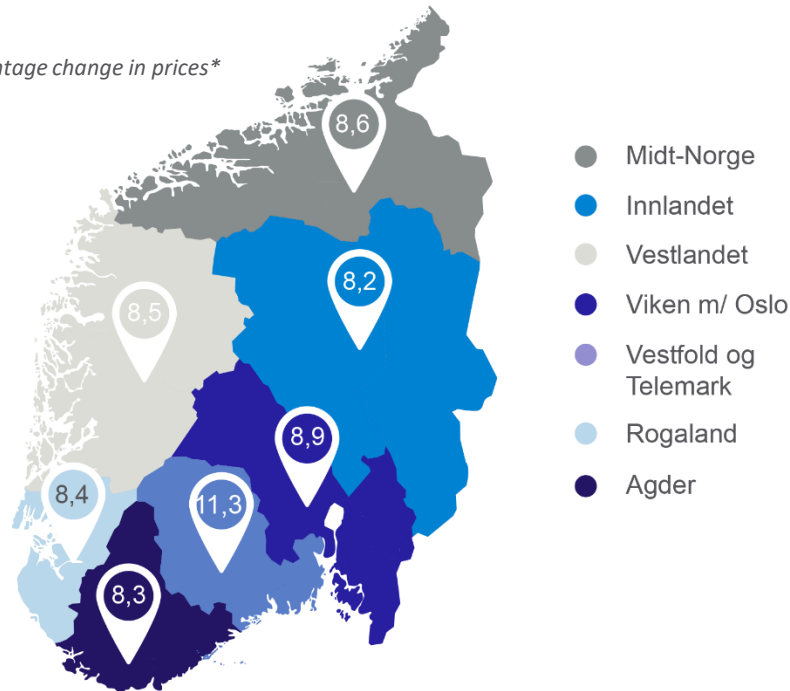 ntage change in prices*
8,6
8,2
8,5
8,9
11,3
8,4
8,3
Midt-Norge
Innlandet
Vestlandet
Viken m/ Oslo
Vestfold og
Telemark
Rogaland
Agder